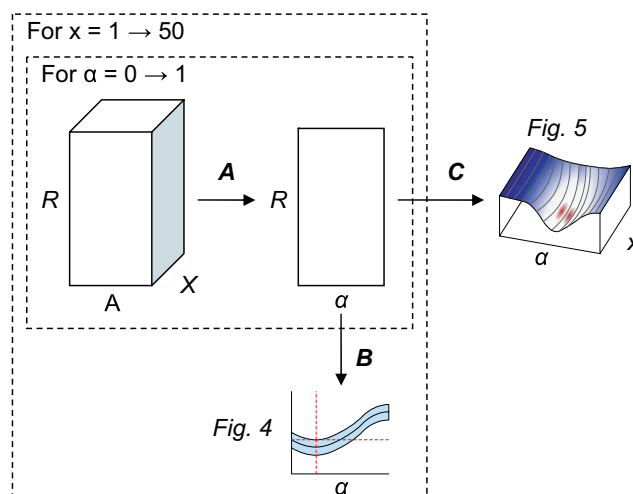 For x = 1 → 50
For α = 0 → 1
Fig. 5
R
A
R
C
A
X
α
α
x
B
Fig. 4
α